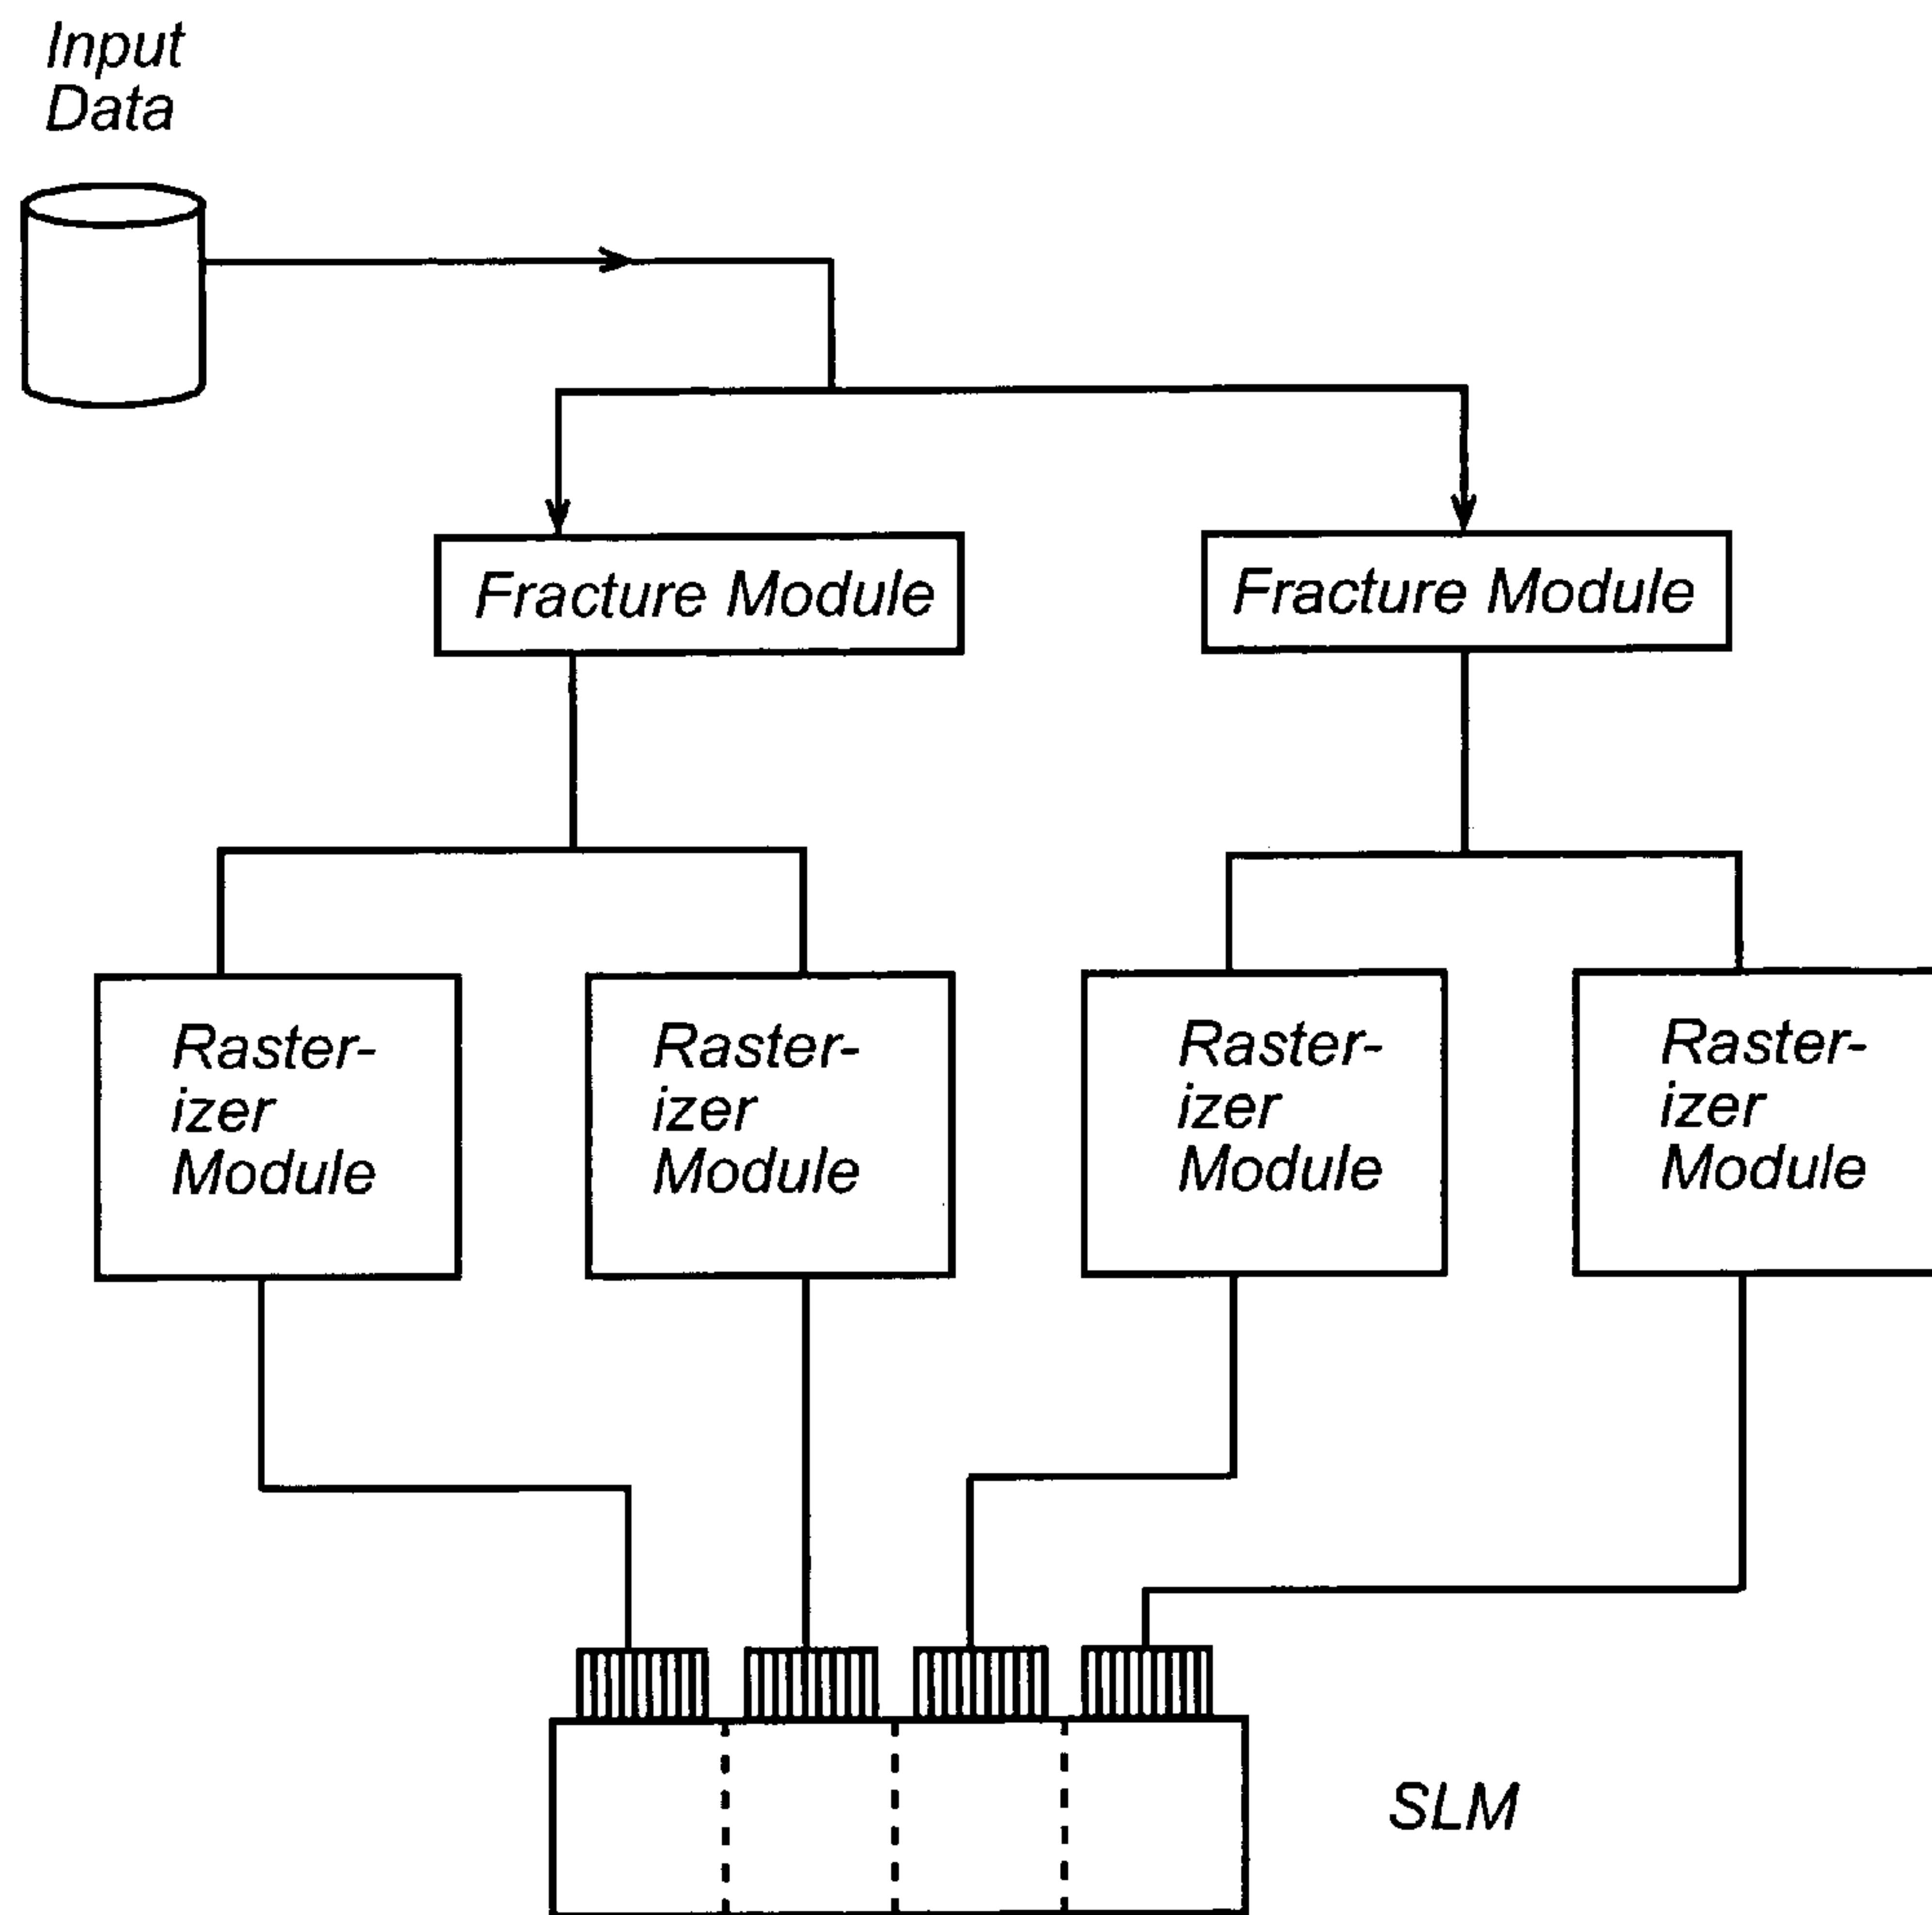 Input
Data
Fracture Module
Fracture Module
Raster-
izer
Module
Raster-
izer
Module
Raster-
izer
Module
Raster-
izer
Module
SLM